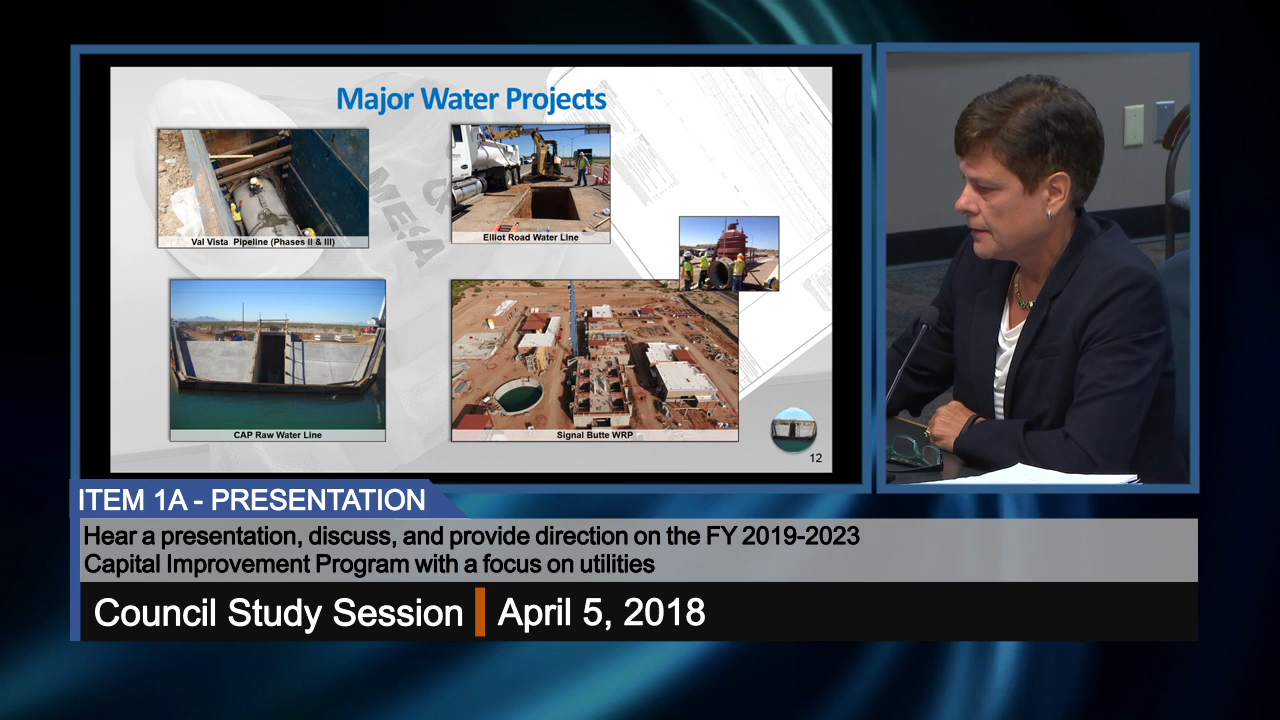 Major Water Projects
MESA
Val Vista Pipeline (Phases II & III)
Elliot Road Water Line
CAP Raw Water Line
Signal Butte WRP
12
ITEM 1A - PRESENTATION
Hear a presentation, discuss, and provide direction on the FY 2019-2023
Capital Improvement Program with a focus on utilities
Council Study Session
April 5, 2018